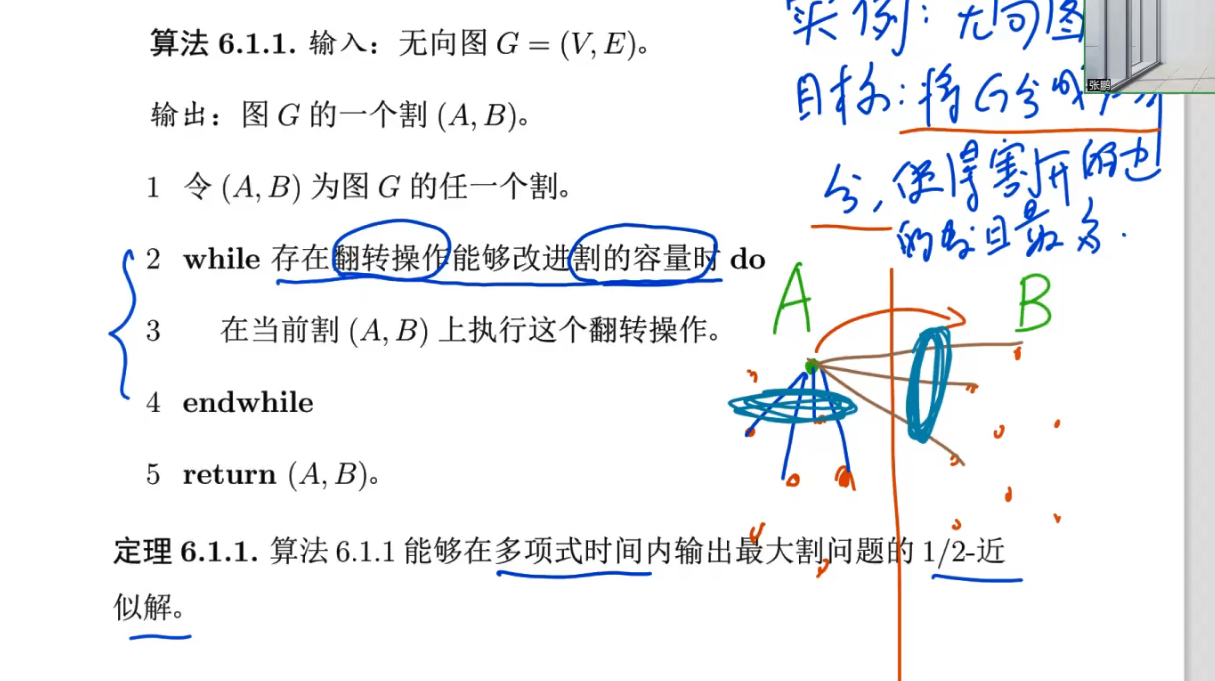 算法 6.1.1. 输入：无向图 G = (V, E)。
输出：图 G 的一个割 (A, B)。
1 令 (A, B) 为图 G 的任一个割。
2 while 存在翻转操作能够改进割的容量时 do
3 在当前割 (A, B) 上执行这个翻转操作。
4 endwhile
5 return (A, B)。
定理 6.1.1. 算法 6.1.1 能够在多项式时间内输出最大割问题的 1/2-近
似解。
实例：无向图
目标：将G分成
分，使得割开的边
的数目最多.
A B
张鹏